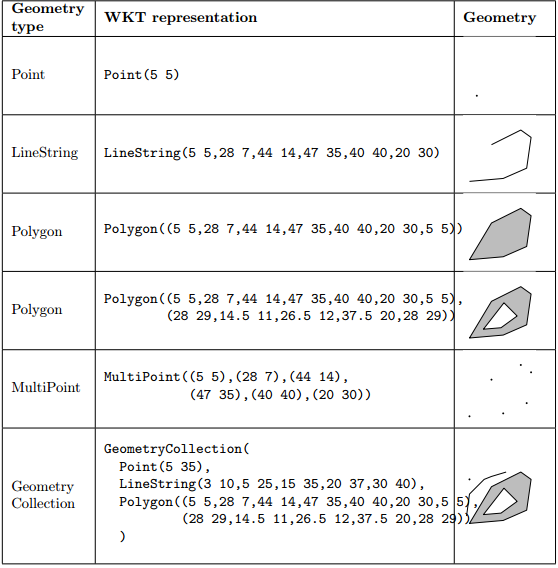 Geometry type WKT representation Geometry
Point Point(5 5)
LineString LineString(5 5,28 7,44 14,47 35,40 40,20 30)
Polygon Polygon((5 5,28 7,44 14,47 35,40 40,20 30,5 5))
Polygon Polygon((5 5,28 7,44 14,47 35,40 40,20 30,5 5),
(28 29,14.5 11,26.5 12,37.5 20,28 29))
MultiPoint MultiPoint((5 5),(28 7),(44 14),
(47 35),(40 40),(20 30))
Geometry Collection GeometryCollection(
Point(5 35),
LineString(3 10,5 25,15 35,20 37,30 40),
Polygon((5 5,28 7,44 14,47 35,40 40,20 30,5 5),
(28 29,14.5 11,26.5 12,37.5 20,28 29))
)